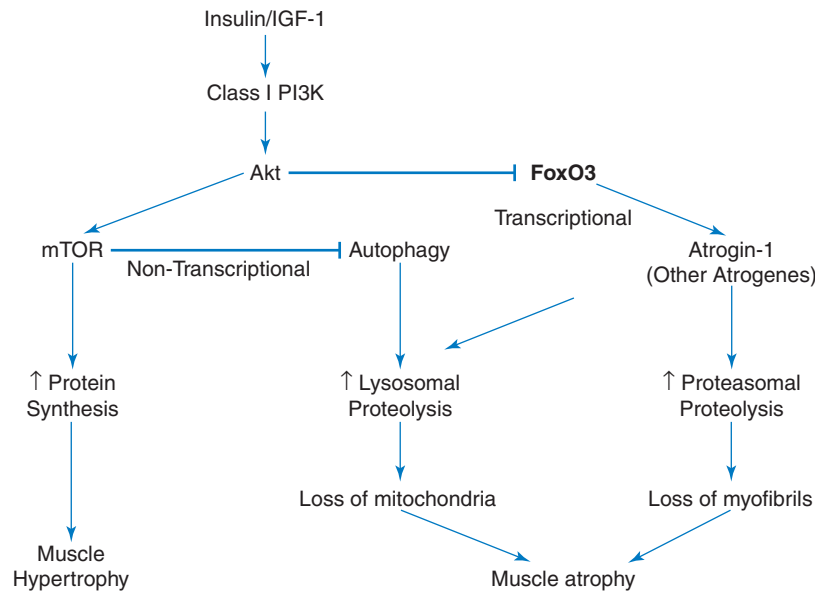 Insulin/IGF-1
Class I PI3K
Akt
FoxO3
Transcriptional
mTOR
Non-Transcriptional
Autophagy
Atrogin-1
(Other Atrogenes)
↑ Protein
Synthesis
↑ Lysosomal
Proteolysis
↑ Proteasomal
Proteolysis
Loss of mitochondria
Loss of myofibrils
Muscle
Hypertrophy
Muscle atrophy